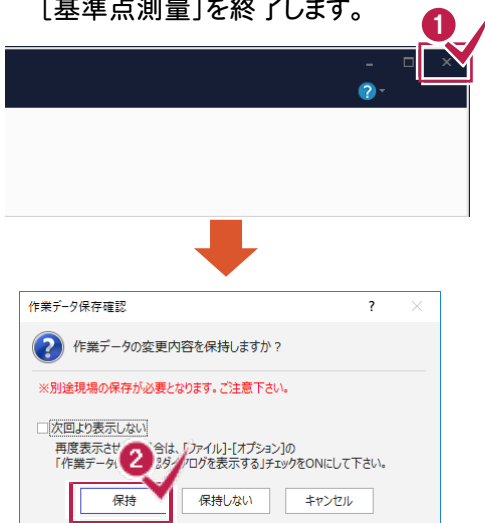 ［基準点測量］を終了します。
1
作業データ保存確認
作業データの変更内容を保持しますか？
※別途現場の保存が必要となります。ご注意下さい。
次回より表示しない
再度表示させ 合は、[ファイル]-[オプション]の
「作業データ ログを表示する」チェックをONにして下さい。
2
保持 保持しない キャンセル